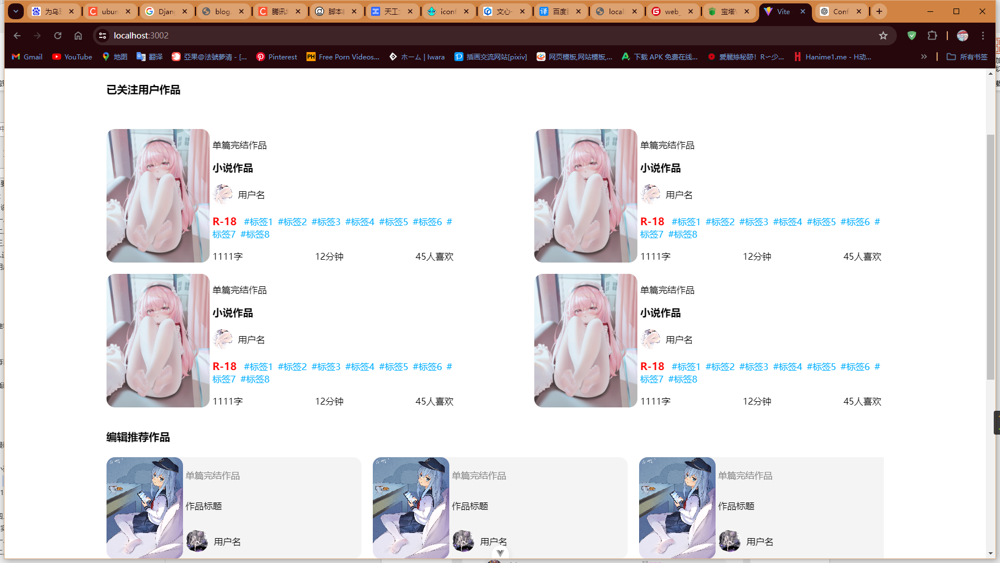 为乌班
ubun
Djan
blog.
腾讯
脚本
天工
iconf
文心
百度
local
web_
宝塔
Vite
Conf
localhost:3002
Gmail
YouTube
地图
翻译
亞果@法骁夢清 - [...
Pinterest
Free Porn Videos...
ホーム | Iwara
插画交流网站[pixiv]
网页模板,网站模板,...
下载 APK 免费在线...
愛麗絲秘跡！R∽少...
Hanime1.me - H动...
所有书签
已关注用户作品
单篇完结作品
小说作品
用户名
R-18 #标签1 #标签2 #标签3 #标签4 #标签5 #标签6 #
标签7 #标签8
1111字 12分钟 45人喜欢
单篇完结作品
小说作品
用户名
R-18 #标签1 #标签2 #标签3 #标签4 #标签5 #标签6 #
标签7 #标签8
1111字 12分钟 45人喜欢
单篇完结作品
小说作品
用户名
R-18 #标签1 #标签2 #标签3 #标签4 #标签5 #标签6 #
标签7 #标签8
1111字 12分钟 45人喜欢
单篇完结作品
小说作品
用户名
R-18 #标签1 #标签2 #标签3 #标签4 #标签5 #标签6 #
标签7 #标签8
1111字 12分钟 45人喜欢
编辑推荐作品
单篇完结作品
作品标题
用户名
单篇完结作品
作品标题
用户名
单篇完结作品
作品标题
用户名